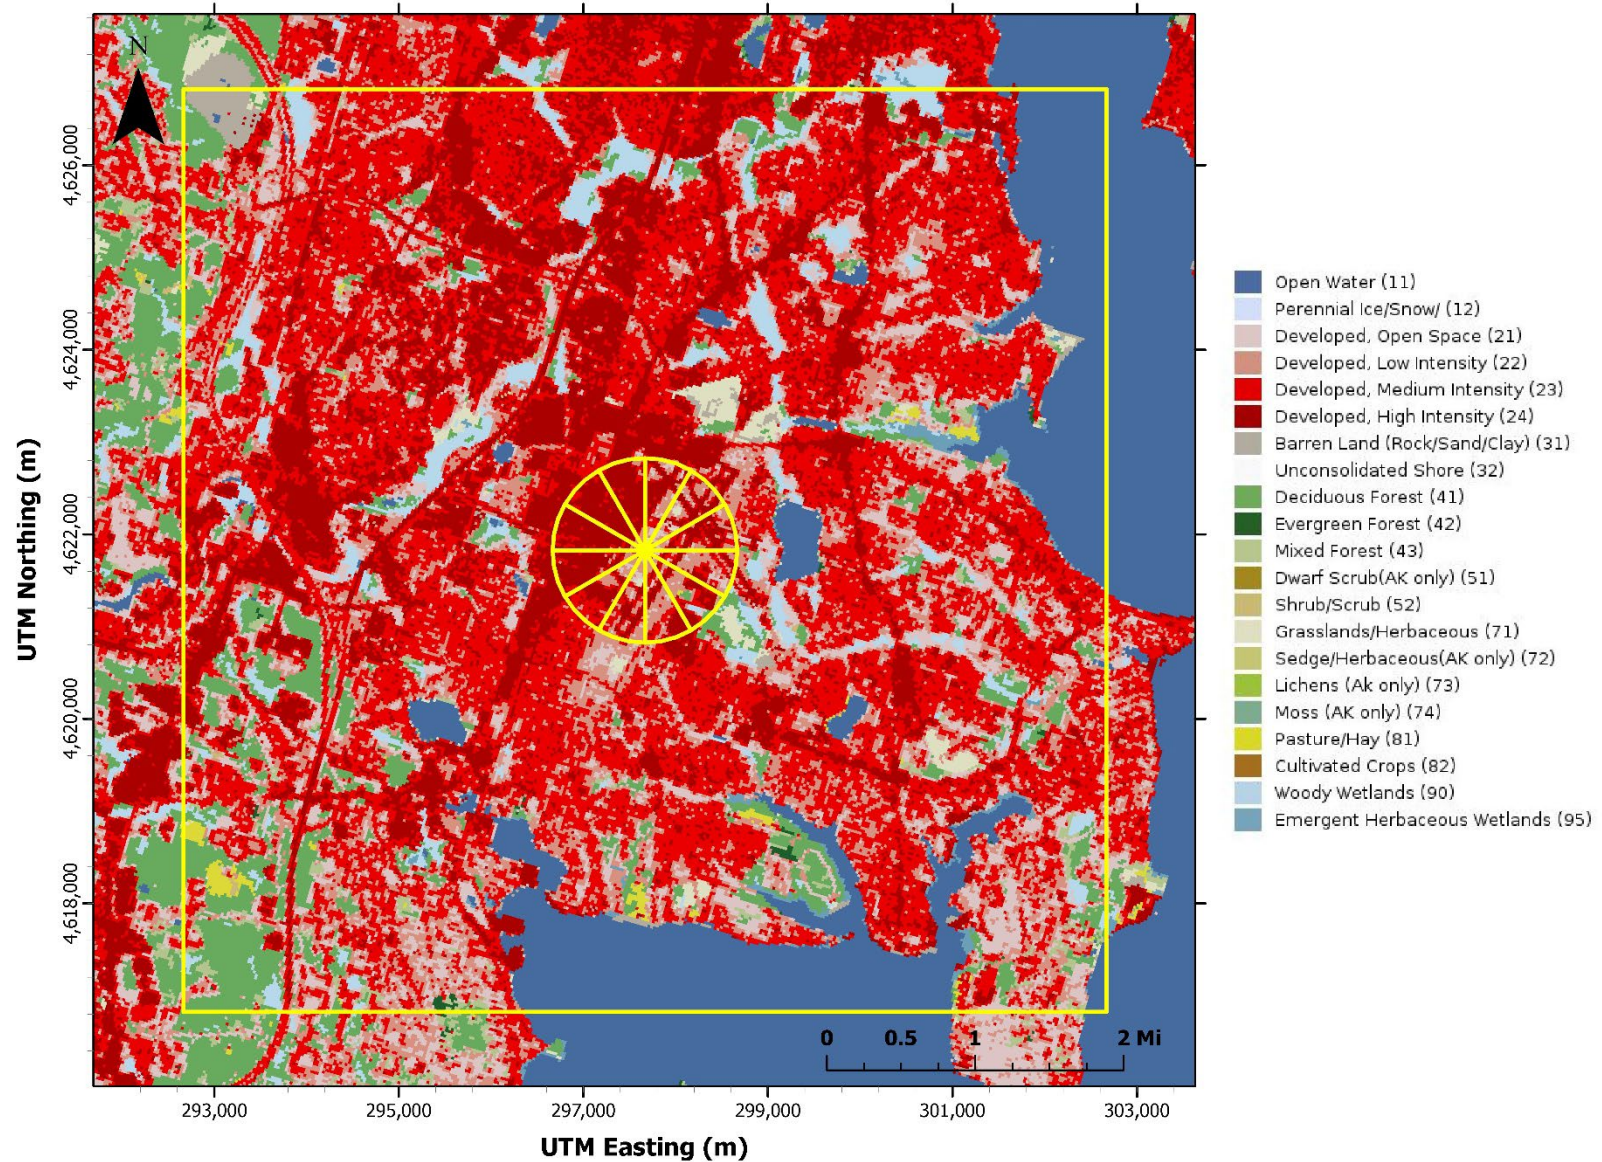 N
UTM Northing (m)
4,626,000
4,624,000
4,622,000
4,620,000
4,618,000
0 0.5 1 2 Mi
293,000 295,000 297,000 299,000 301,000 303,000
UTM Easting (m)
Open Water (11)
Perennial Ice/Snow/ (12)
Developed, Open Space (21)
Developed, Low Intensity (22)
Developed, Medium Intensity (23)
Developed, High Intensity (24)
Barren Land (Rock/Sand/Clay) (31)
Unconsolidated Shore (32)
Deciduous Forest (41)
Evergreen Forest (42)
Mixed Forest (43)
Dwarf Scrub(AK only) (51)
Shrub/Scrub (52)
Grasslands/Herbaceous (71)
Sedge/Herbaceous(AK only) (72)
Lichens (Ak only) (73)
Moss (AK only) (74)
Pasture/Hay (81)
Cultivated Crops (82)
Woody Wetlands (90)
Emergent Herbaceous Wetlands (95)